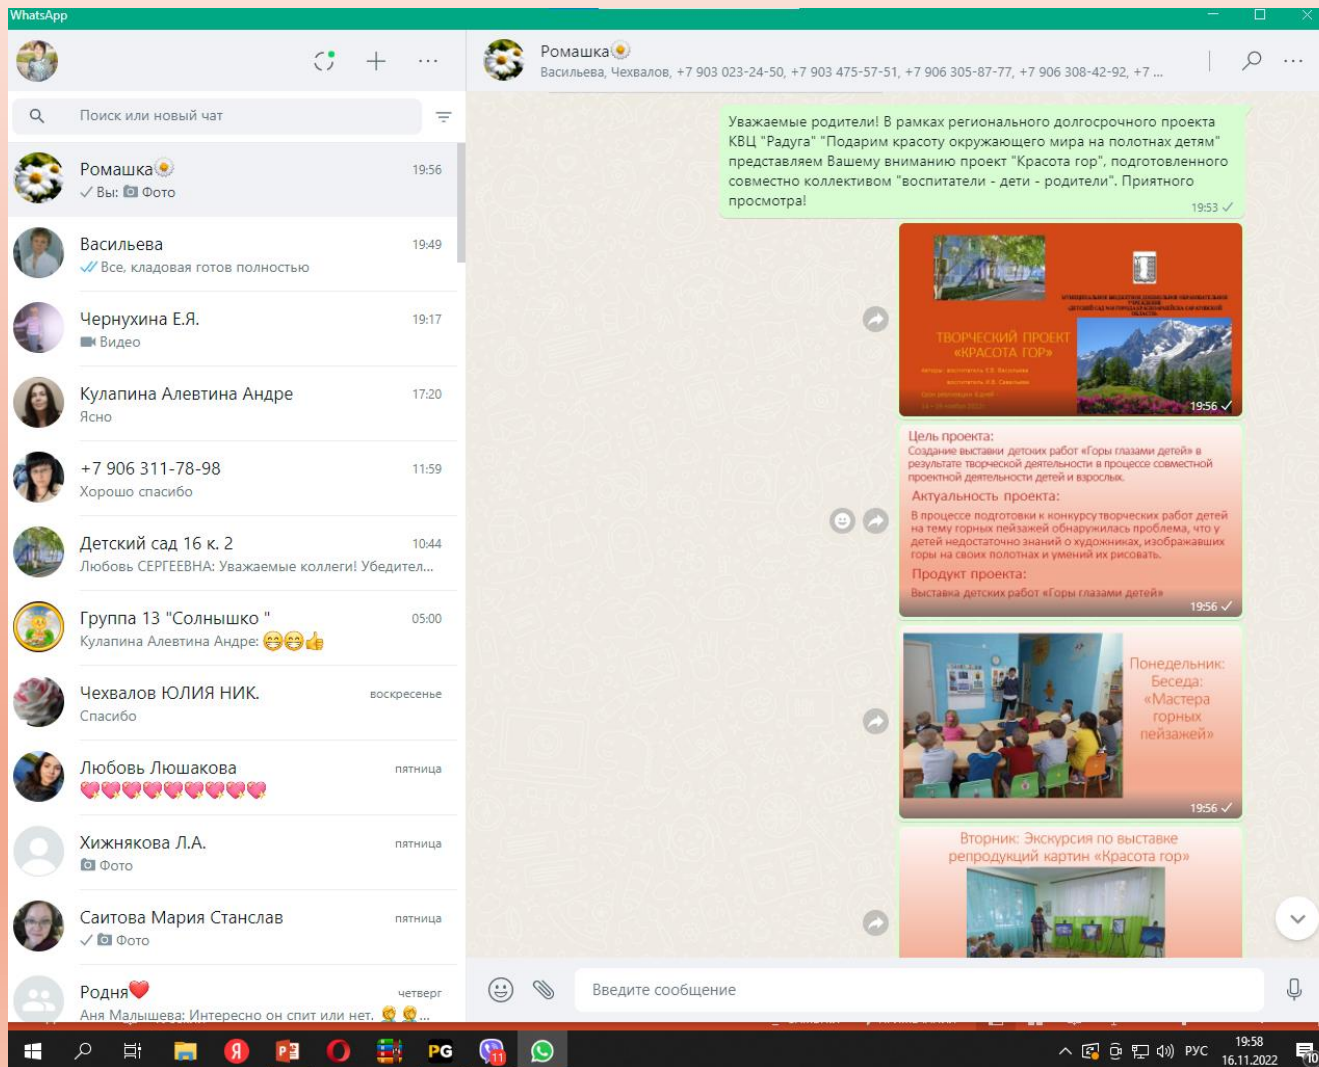 WhatsApp
Поиск или новый чат
Ромашка
19:56
Вы: Фото
Васильева
19:49
Все, кладовая готов полностью
Чернухина Е.Я.
19:17
Видео
Кулапина Алевтина Андре
17:20
Ясно
+7 906 311-78-98
11:59
Хорошо спасибо
Детский сад 16 к. 2
10:44
Любовь СЕРГЕЕВНА: Уважаемые коллеги! Убедител...
Группа 13 "Солнышко "
05:00
Кулапина Алевтина Андре: 😁😁👍
Чехвалов ЮЛИЯ НИК.
воскресенье
Спасибо
Любовь Люшакова
пятница
💖💖💖💖💖💖💖💖💖
Хижнякова Л.А.
пятница
Фото
Саитова Мария Станслав
пятница
Фото
Родня❤
четверг
Аня Малышева: Интересно он спит или нет.
Ромашка
Васильева, Чехвалов, +7 903 023-24-50, +7 903 475-57-51, +7 906 305-87-77, +7 906 308-42-92, +7 ...
Уважаемые родители! В рамках регионального долгосрочного проекта
КВЦ "Радуга" "Подарим красоту окружающего мира на полотнах детям"
представляем Вашему вниманию проект "Красота гор", подготовленного
совместно коллективом "воспитатели - дети - родители". Приятного
просмотра!
19:53
ТВОРЧЕСКИЙ ПРОЕКТ
«КРАСОТА ГОР»
19:56
Цель проекта:
Создание выставки детских работ «Горы глазами детей» в
результате творческой деятельности в процессе совместной
проектной деятельности детей и взрослых.
Актуальность проекта:
В процессе подготовки к конкурсу творческих работ детей
на тему горных пейзажей обнаружилась проблема, что у
детей недостаточно знаний о художниках, изображавших
горы на своих полотнах и умений их рисовать.
Продукт проекта:
Выставка детских работ «Горы глазами детей»
19:56
Понедельник:
Беседа:
«Мастера
горных
пейзажей»
19:56
Вторник: Экскурсия по выставке
репродукций картин «Красота гор»
Введите сообщение
PG
11
РУС
19:58
16.11.2022
10